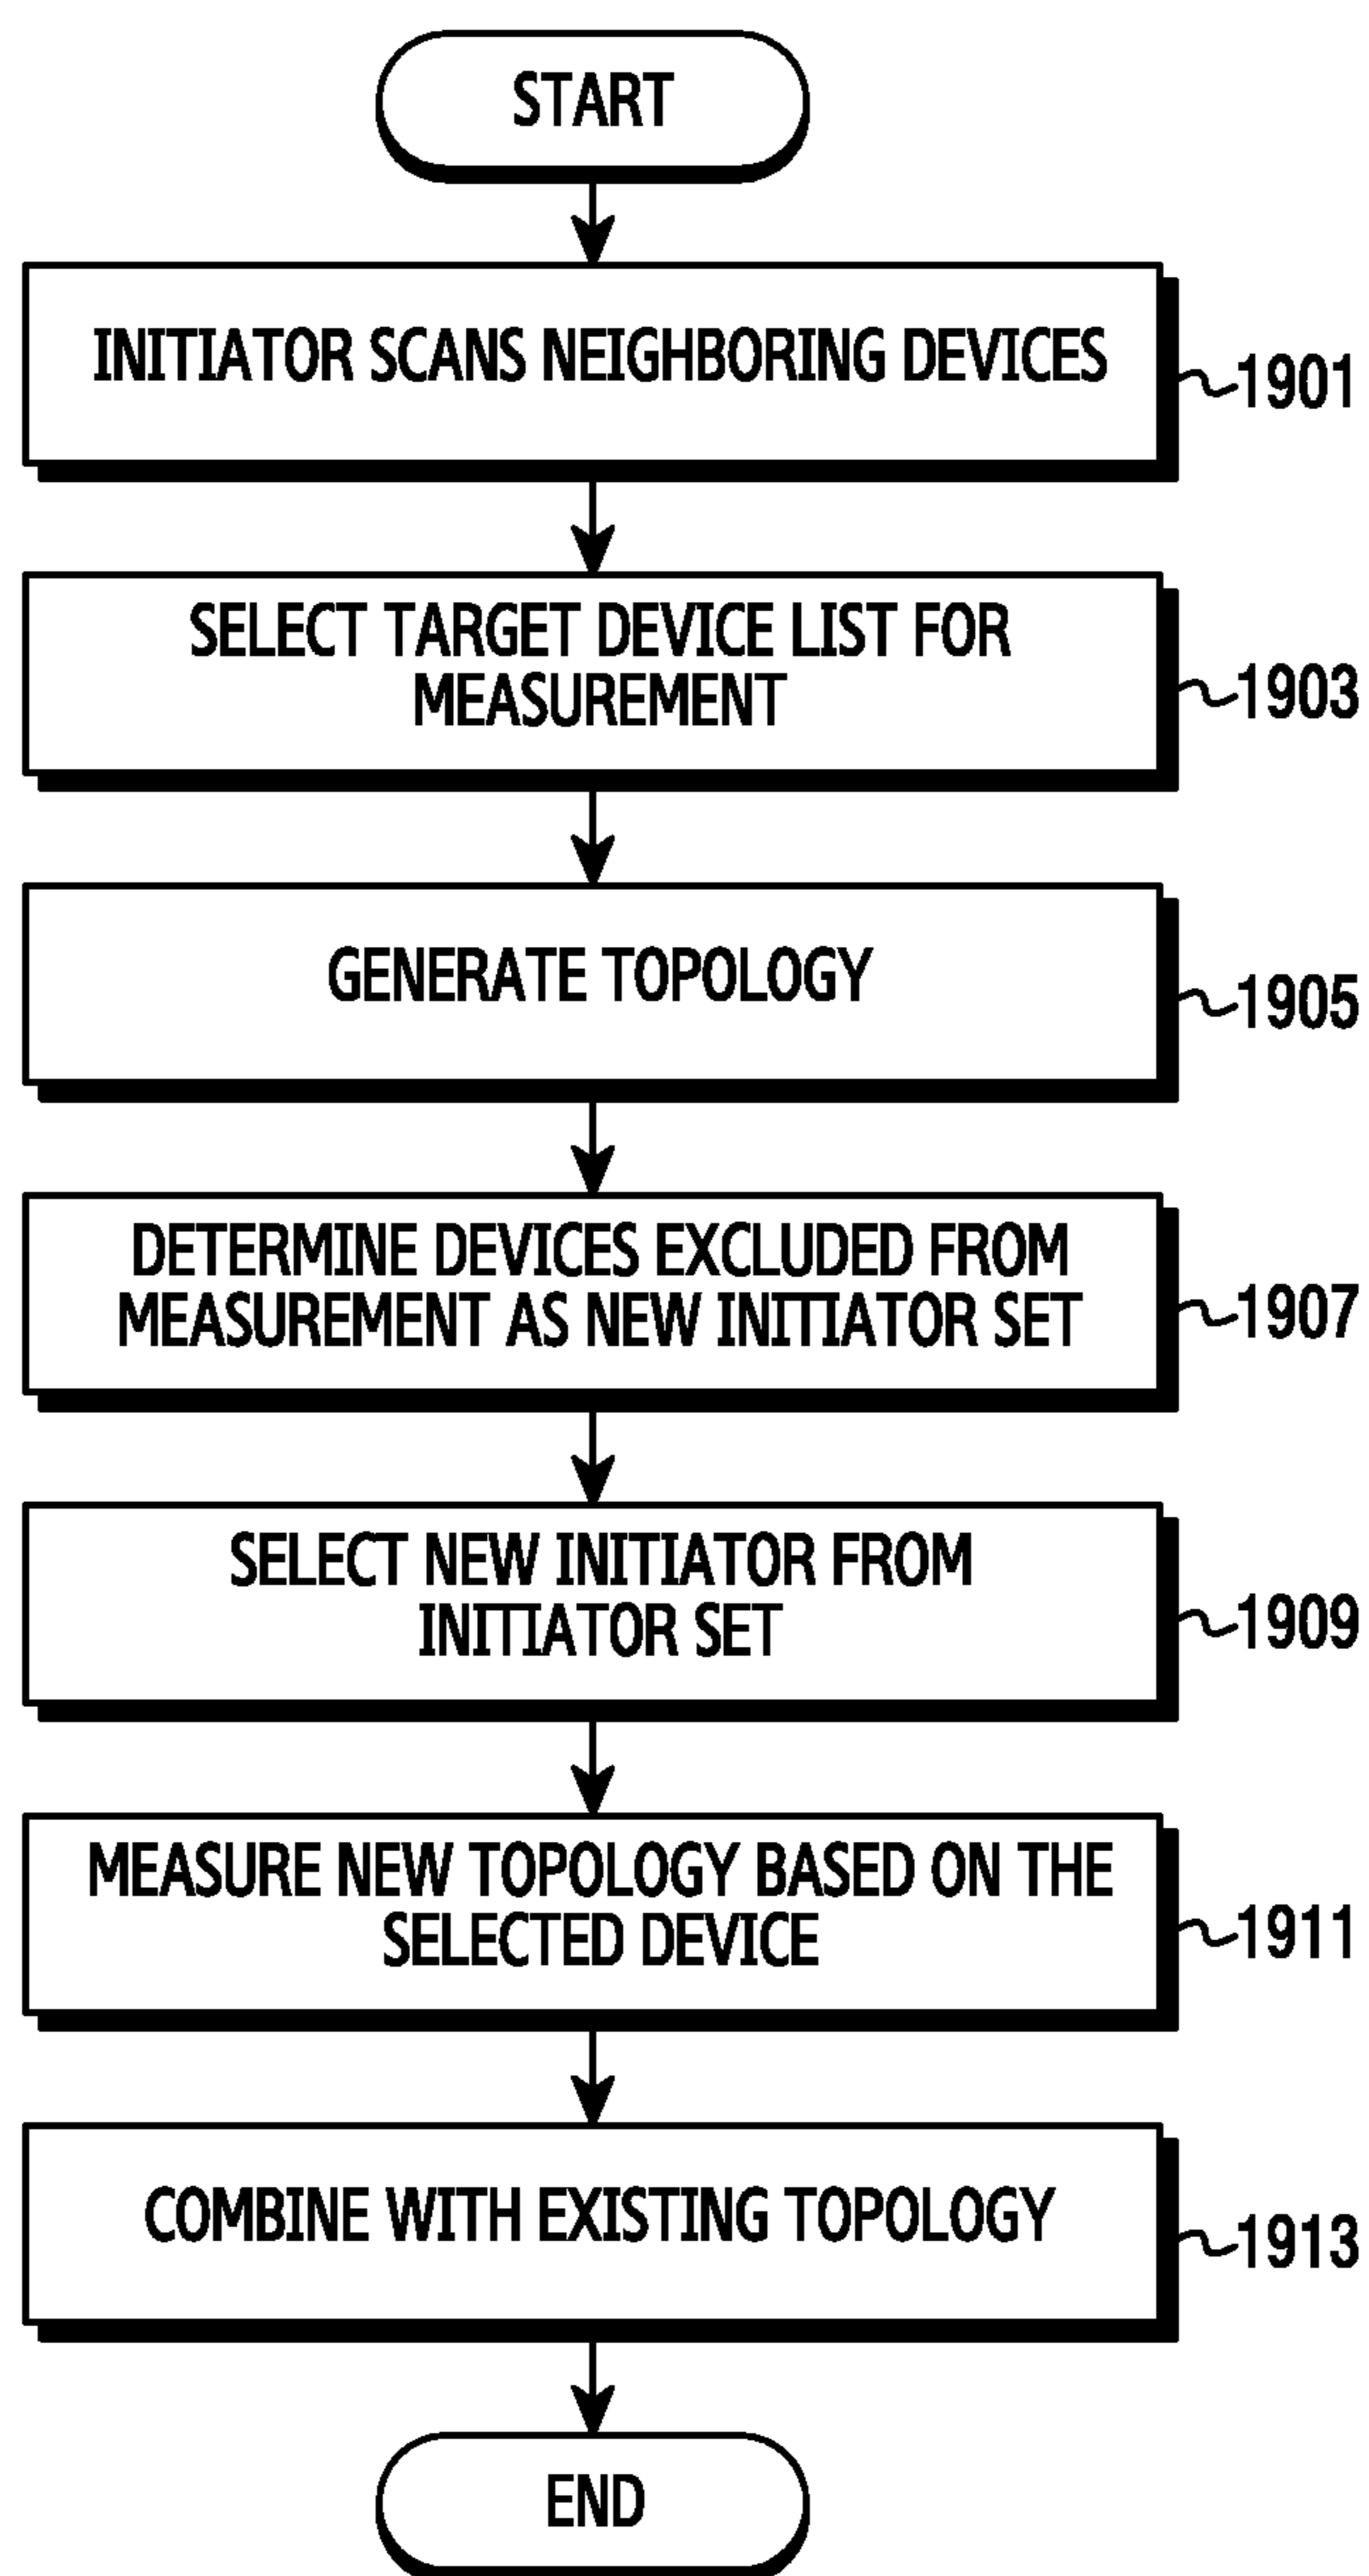 START
INITIATOR SCANS NEIGHBORING DEVICES
1901
SELECT TARGET DEVICE LIST FOR
MEASUREMENT
1903
GENERATE TOPOLOGY
1905
DETERMINE DEVICES EXCLUDED FROM
MEASUREMENT AS NEW INITIATOR SET
1907
SELECT NEW INITIATOR FROM
INITIATOR SET
1909
MEASURE NEW TOPOLOGY BASED ON THE
SELECTED DEVICE
1911
COMBINE WITH EXISTING TOPOLOGY
1913
END